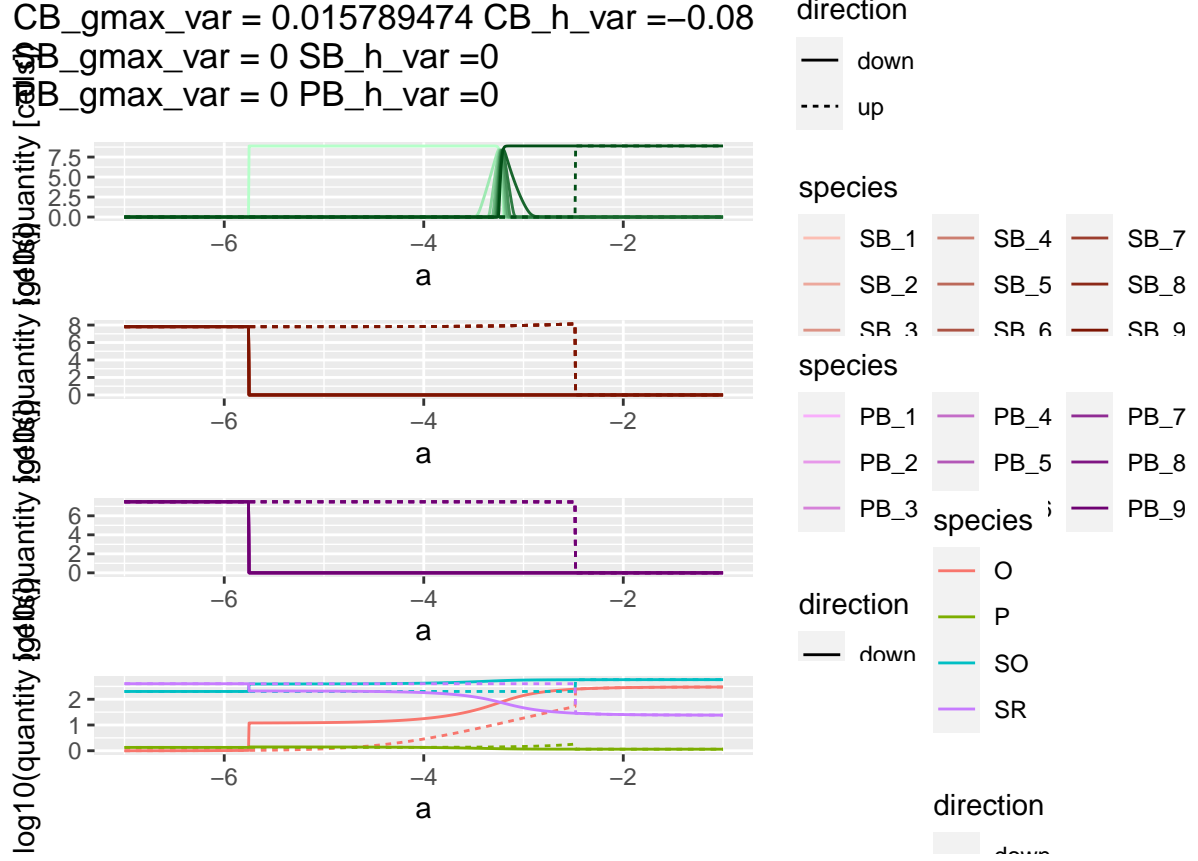 CB_gmax_var = 0.015789474 CB_h_var =−0.08
SB_gmax_var = 0 SB_h_var =0
PB_gmax_var = 0 PB_h_var =0
7.5
5.0
2.5
0.0
−6
−4
−2
a
8
6
4
2
0
−6
−4
−2
a
6
4
2
0
−6
−4
−2
a
2
1
0
−6
−4
−2
a
log10(quantity [cells])
direction
down
up
species
SB_1
SB_4
SB_7
SB_2
SB_5
SB_8
SB_3
SB_6
SB_9
species
PB_1
PB_4
PB_7
PB_2
PB_5
PB_8
PB_3
PB_9
species
O
P
SO
SR
direction
down
direction
down